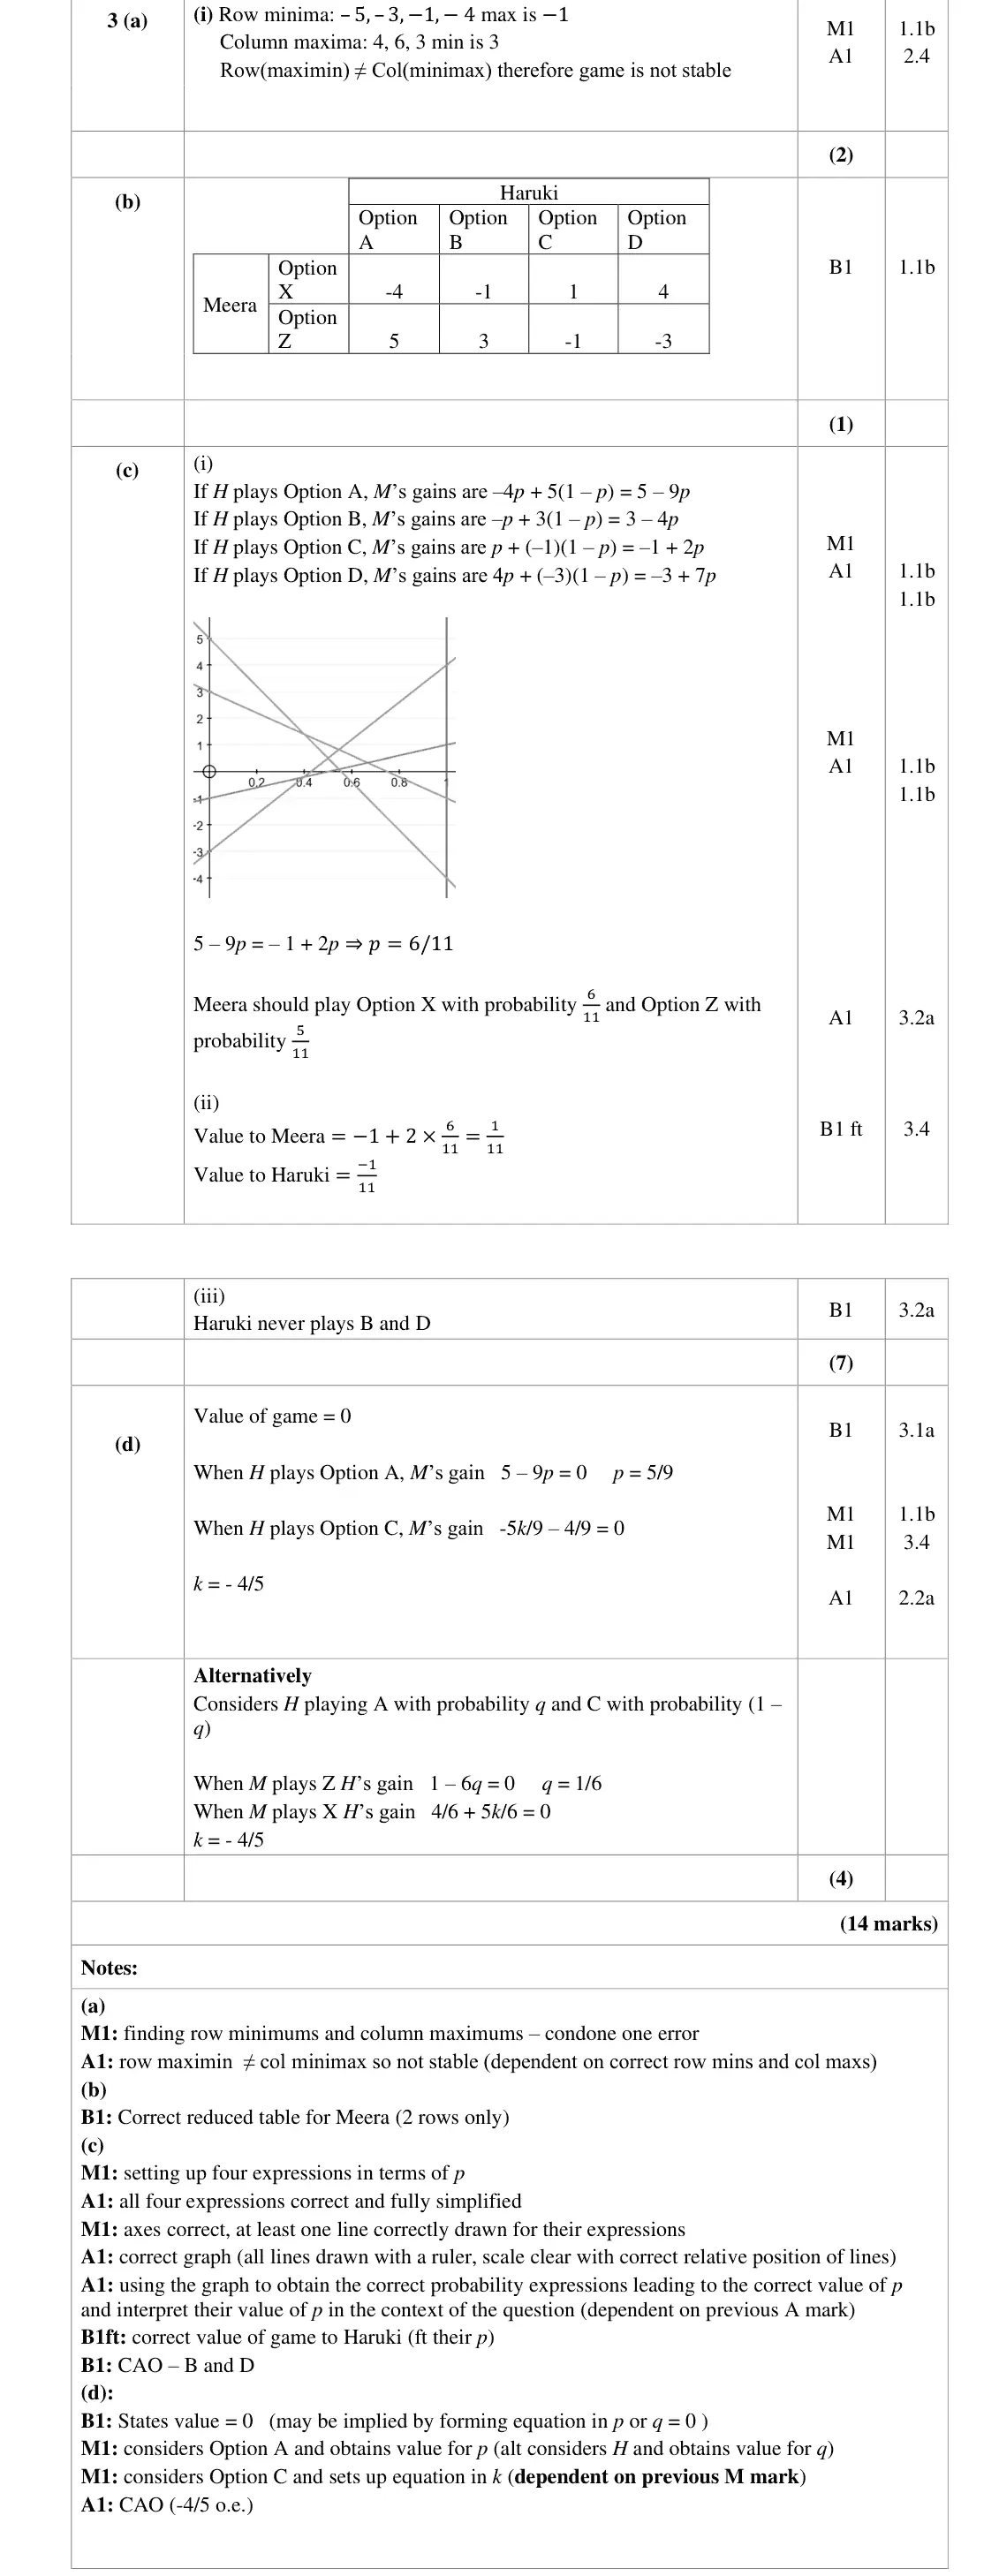 3 (a)
(i) Row minima: – 5, – 3, −1, − 4 max is −1
M1 1.1b
Column maxima: 4, 6, 3 min is 3
A1 2.4
Row(maximin) ≠ Col(minimax) therefore game is not stable
(2)
(b)
Haruki
Option A Option B Option C Option D
B1 1.1b
Meera
Option X -4 -1 1 4
Option Z 5 3 -1 -3
(1)
(c)
(i)
If H plays Option A, M’s gains are –4p + 5(1 – p) = 5 – 9p
If H plays Option B, M’s gains are –p + 3(1 – p) = 3 – 4p
If H plays Option C, M’s gains are p + (–1)(1 – p) = –1 + 2p
M1
If H plays Option D, M’s gains are 4p + (–3)(1 – p) = –3 + 7p
A1 1.1b
1.1b
5
4
3
2
1
0.2 0.4 0.6 0.8 1
-1
-2
-3
-4
M1
A1 1.1b
1.1b
5 – 9p = – 1 + 2p ⇒ p = 6/11
Meera should play Option X with probability 6/11 and Option Z with
probability 5/11
A1 3.2a
(ii)
Value to Meera = −1 + 2 × 6/11 = 1/11
B1 ft 3.4
Value to Haruki = −1/11
(iii)
Haruki never plays B and D
B1 3.2a
(7)
(d)
Value of game = 0
B1 3.1a
When H plays Option A, M’s gain 5 – 9p = 0 p = 5/9
M1 1.1b
When H plays Option C, M’s gain -5k/9 – 4/9 = 0
M1 3.4
k = - 4/5
A1 2.2a
Alternatively
Considers H playing A with probability q and C with probability (1 –
q)
When M plays Z H’s gain 1 – 6q = 0 q = 1/6
When M plays X H’s gain 4/6 + 5k/6 = 0
k = - 4/5
(4)
(14 marks)
Notes:
(a)
M1: finding row minimums and column maximums – condone one error
A1: row maximin ≠ col minimax so not stable (dependent on correct row mins and col maxs)
(b)
B1: Correct reduced table for Meera (2 rows only)
(c)
M1: setting up four expressions in terms of p
A1: all four expressions correct and fully simplified
M1: axes correct, at least one line correctly drawn for their expressions
A1: correct graph (all lines drawn with a ruler, scale clear with correct relative position of lines)
A1: using the graph to obtain the correct probability expressions leading to the correct value of p
and interpret their value of p in the context of the question (dependent on previous A mark)
B1ft: correct value of game to Haruki (ft their p)
B1: CAO – B and D
(d):
B1: States value = 0 (may be implied by forming equation in p or q = 0 )
M1: considers Option A and obtains value for p (alt considers H and obtains value for q)
M1: considers Option C and sets up equation in k (dependent on previous M mark)
A1: CAO (-4/5 o.e.)